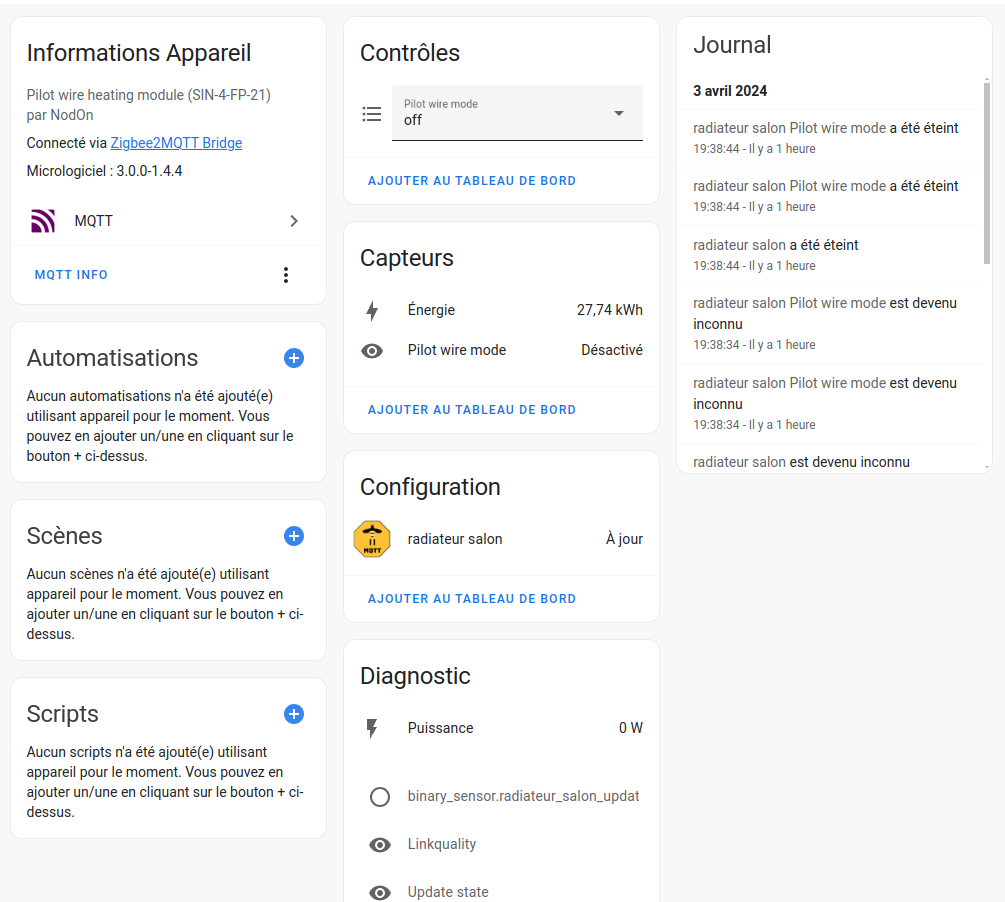 Informations Appareil
Pilot wire heating module (SIN-4-FP-21)
par NodOn
Connecté via Zigbee2MQTT Bridge
Micrologiciel : 3.0.0-1.4.4
MQTT
MQTT INFO
Automatisations
Aucun automatisations n'a été ajouté(e)
utilisant appareil pour le moment. Vous
pouvez en ajouter un/une en cliquant sur le
bouton + ci-dessus.
Scènes
Aucun scènes n'a été ajouté(e) utilisant
appareil pour le moment. Vous pouvez en
ajouter un/une en cliquant sur le bouton + ci-
dessus.
Scripts
Aucun scripts n'a été ajouté(e) utilisant
appareil pour le moment. Vous pouvez en
ajouter un/une en cliquant sur le bouton + ci-
dessus.
Contrôles
Pilot wire mode
off
AJOUTER AU TABLEAU DE BORD
Capteurs
Énergie 27,74 kWh
Pilot wire mode Désactivé
AJOUTER AU TABLEAU DE BORD
Configuration
MQTT
radiateur salon À jour
AJOUTER AU TABLEAU DE BORD
Diagnostic
Puissance 0 W
binary_sensor.radiateur_salon_updat
Linkquality
Update state
Journal
3 avril 2024
radiateur salon Pilot wire mode a été éteint
19:38:44 - Il y a 1 heure
radiateur salon Pilot wire mode a été éteint
19:38:44 - Il y a 1 heure
radiateur salon a été éteint
19:38:44 - Il y a 1 heure
radiateur salon Pilot wire mode est devenu
inconnu
19:38:34 - Il y a 1 heure
radiateur salon Pilot wire mode est devenu
inconnu
19:38:34 - Il y a 1 heure
radiateur salon est devenu inconnu